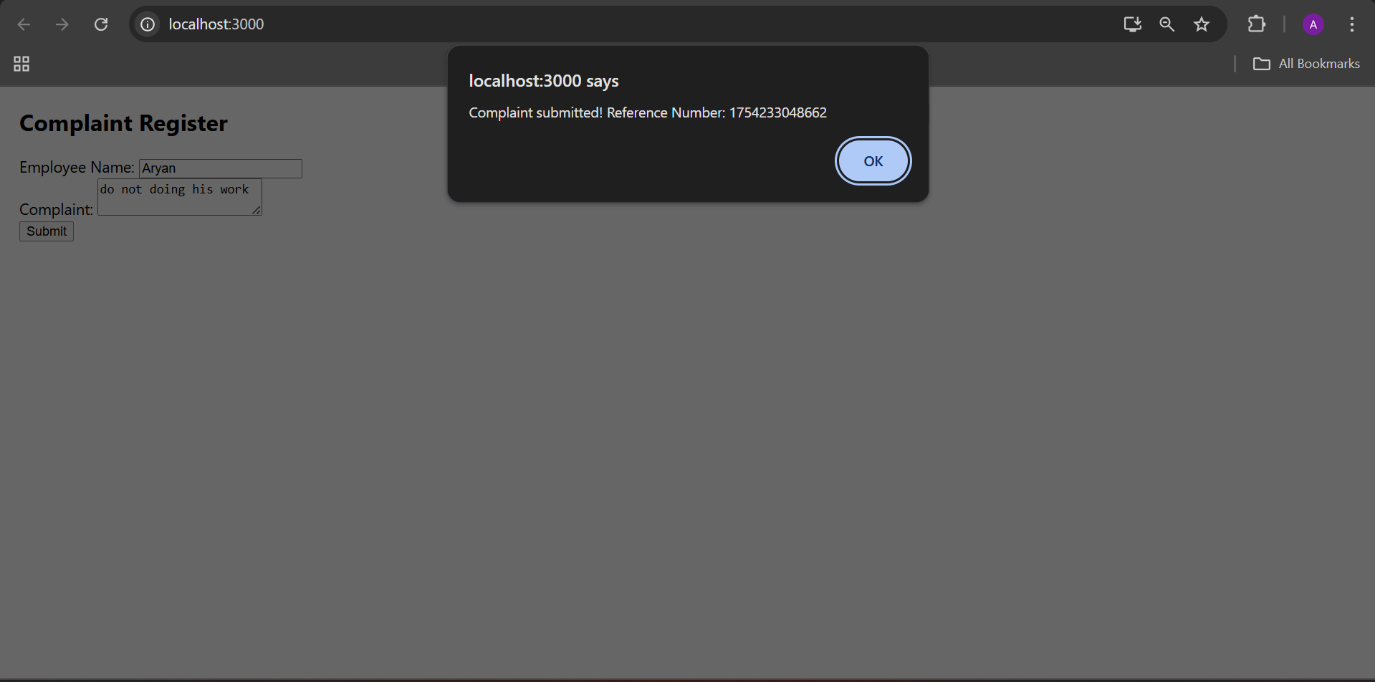 localhost:3000
A
All Bookmarks
localhost:3000 says
Complaint submitted! Reference Number: 1754233048662
OK
Complaint Register
Employee Name: Aryan
do not doing his work
Complaint:
Submit